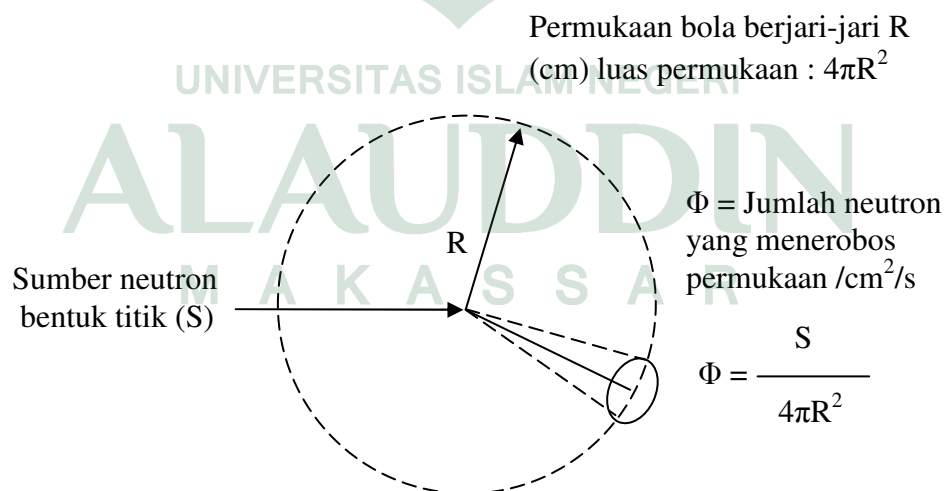 Permukaan bola berjari-jari R
(cm) luas permukaan : 4πR²
UNIVERSITAS ISLAM NEGERI
ALAUDDIN
MAKASSAR
R
Φ = Jumlah neutron
yang menerobos
permukaan /cm²/s
Sumber neutron
bentuk titik (S)
S
Φ =
4πR²